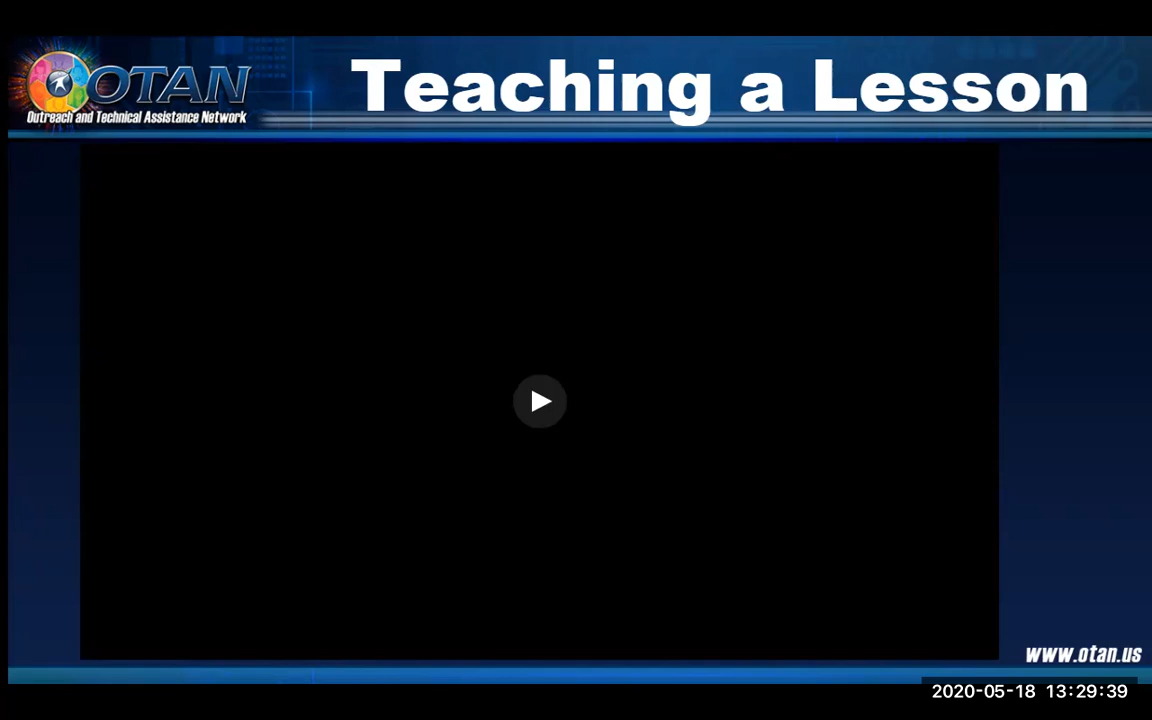 OTAN
Outreach and Technical Assistance Network
Teaching a Lesson
www.otan.us
2020-05-18 13:29:39